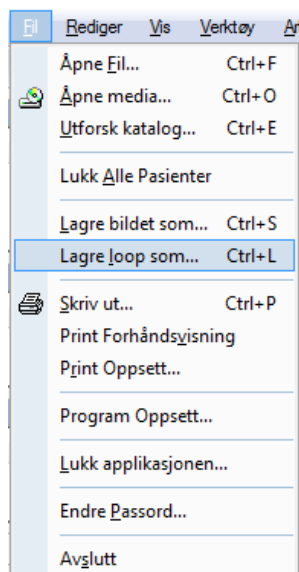 Fil Rediger Vis Verktøy
Åpne Fil... Ctrl+F
Åpne media... Ctrl+O
Utforsk katalog... Ctrl+E
Lukk Alle Pasienter
Lagre bildet som... Ctrl+S
Lagre loop som... Ctrl+L
Skriv ut... Ctrl+P
Print Forhåndsvisning
Print Oppsett...
Program Oppsett...
Lukk applikasjonen...
Endre Passord...
Avslutt